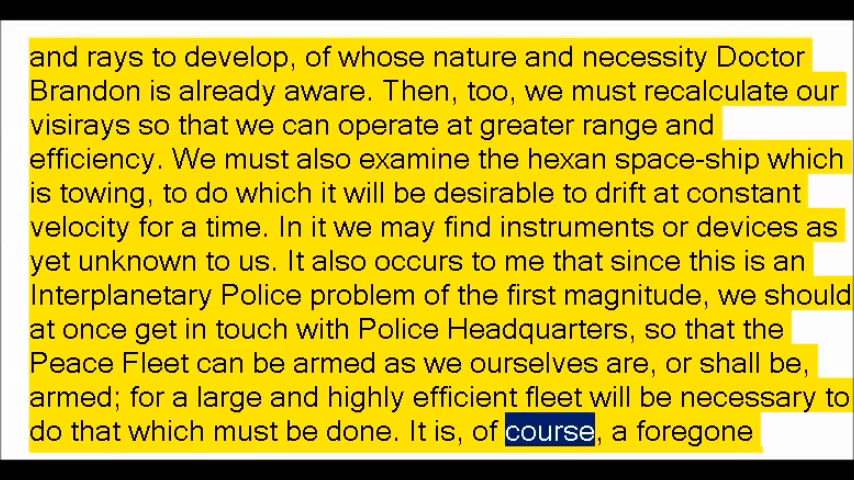 and rays to develop, of whose nature and necessity Doctor
Brandon is already aware. Then, too, we must recalculate our
visirays so that we can operate at greater range and
efficiency. We must also examine the hexan space-ship which
is towing, to do which it will be desirable to drift at constant
velocity for a time. In it we may find instruments or devices as
yet unknown to us. It also occurs to me that since this is an
Interplanetary Police problem of the first magnitude, we should
at once get in touch with Police Headquarters, so that the
Peace Fleet can be armed as we ourselves are, or shall be,
armed; for a large and highly efficient fleet will be necessary to
do that which must be done. It is, of course, a foregone